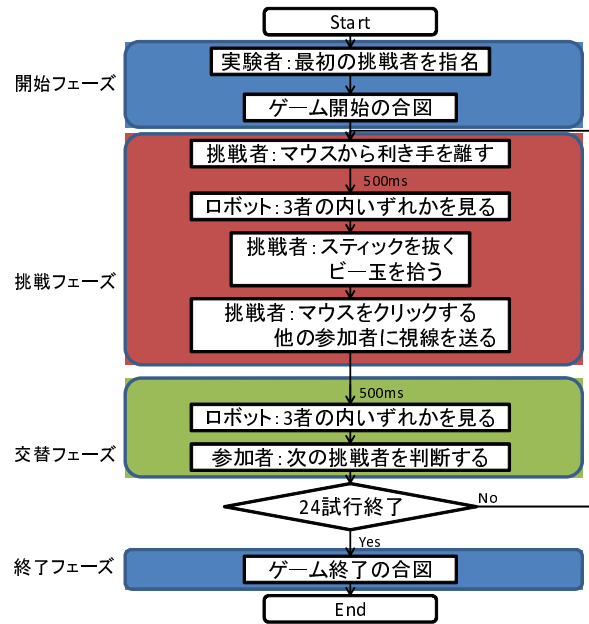 Start
開始フェーズ
実験者：最初の挑戦者を指名
ゲーム開始の合図
挑戦フェーズ
挑戦者：マウスから利き手を離す
500ms
ロボット：3者の内いずれかを見る
挑戦者：スティックを抜く
ビー玉を拾う
挑戦者：マウスをクリックする
他の参加者に視線を送る
500ms
交替フェーズ
ロボット：3者の内いずれかを見る
参加者：次の挑戦者を判断する
24試行終了
No
Yes
終了フェーズ
ゲーム終了の合図
End